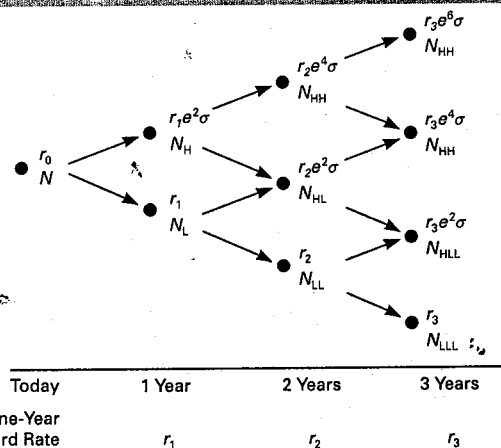 r₃e⁶σ
N_HH
r₂e⁴σ
N_HH
r₁e²σ
N_H
r₃e⁴σ
N_HH
r₀
N
r₂e²σ
N_HL
r₁
N_L
r₃e²σ
N_HLL
r₂
N_LL
r₃
N_LLL
Today 1 Year 2 Years 3 Years
ne-Year
rd Rate r₁ r₂ r₃